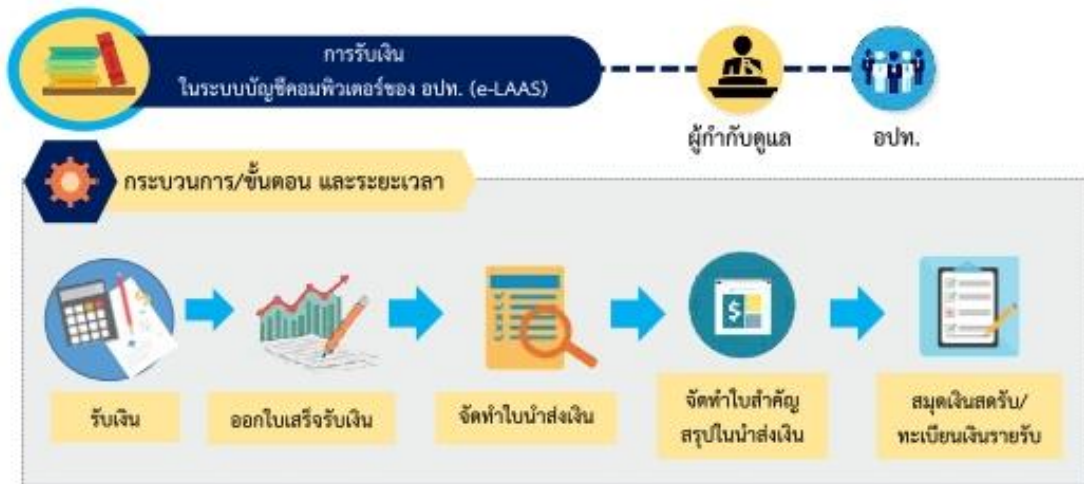 การรับเงิน
ในระบบบัญชีคอมพิวเตอร์ของ อปท. (e-LAAS)
ผู้กำกับดูแล
อปท.
กระบวนการ/ขั้นตอน และระยะเวลา
รับเงิน
ออกใบเสร็จรับเงิน
จัดทำใบนำส่งเงิน
จัดทำใบสำคัญ
สรุปใบนำส่งเงิน
สมุดเงินสดรับ/
ทะเบียนเงินรายรับ